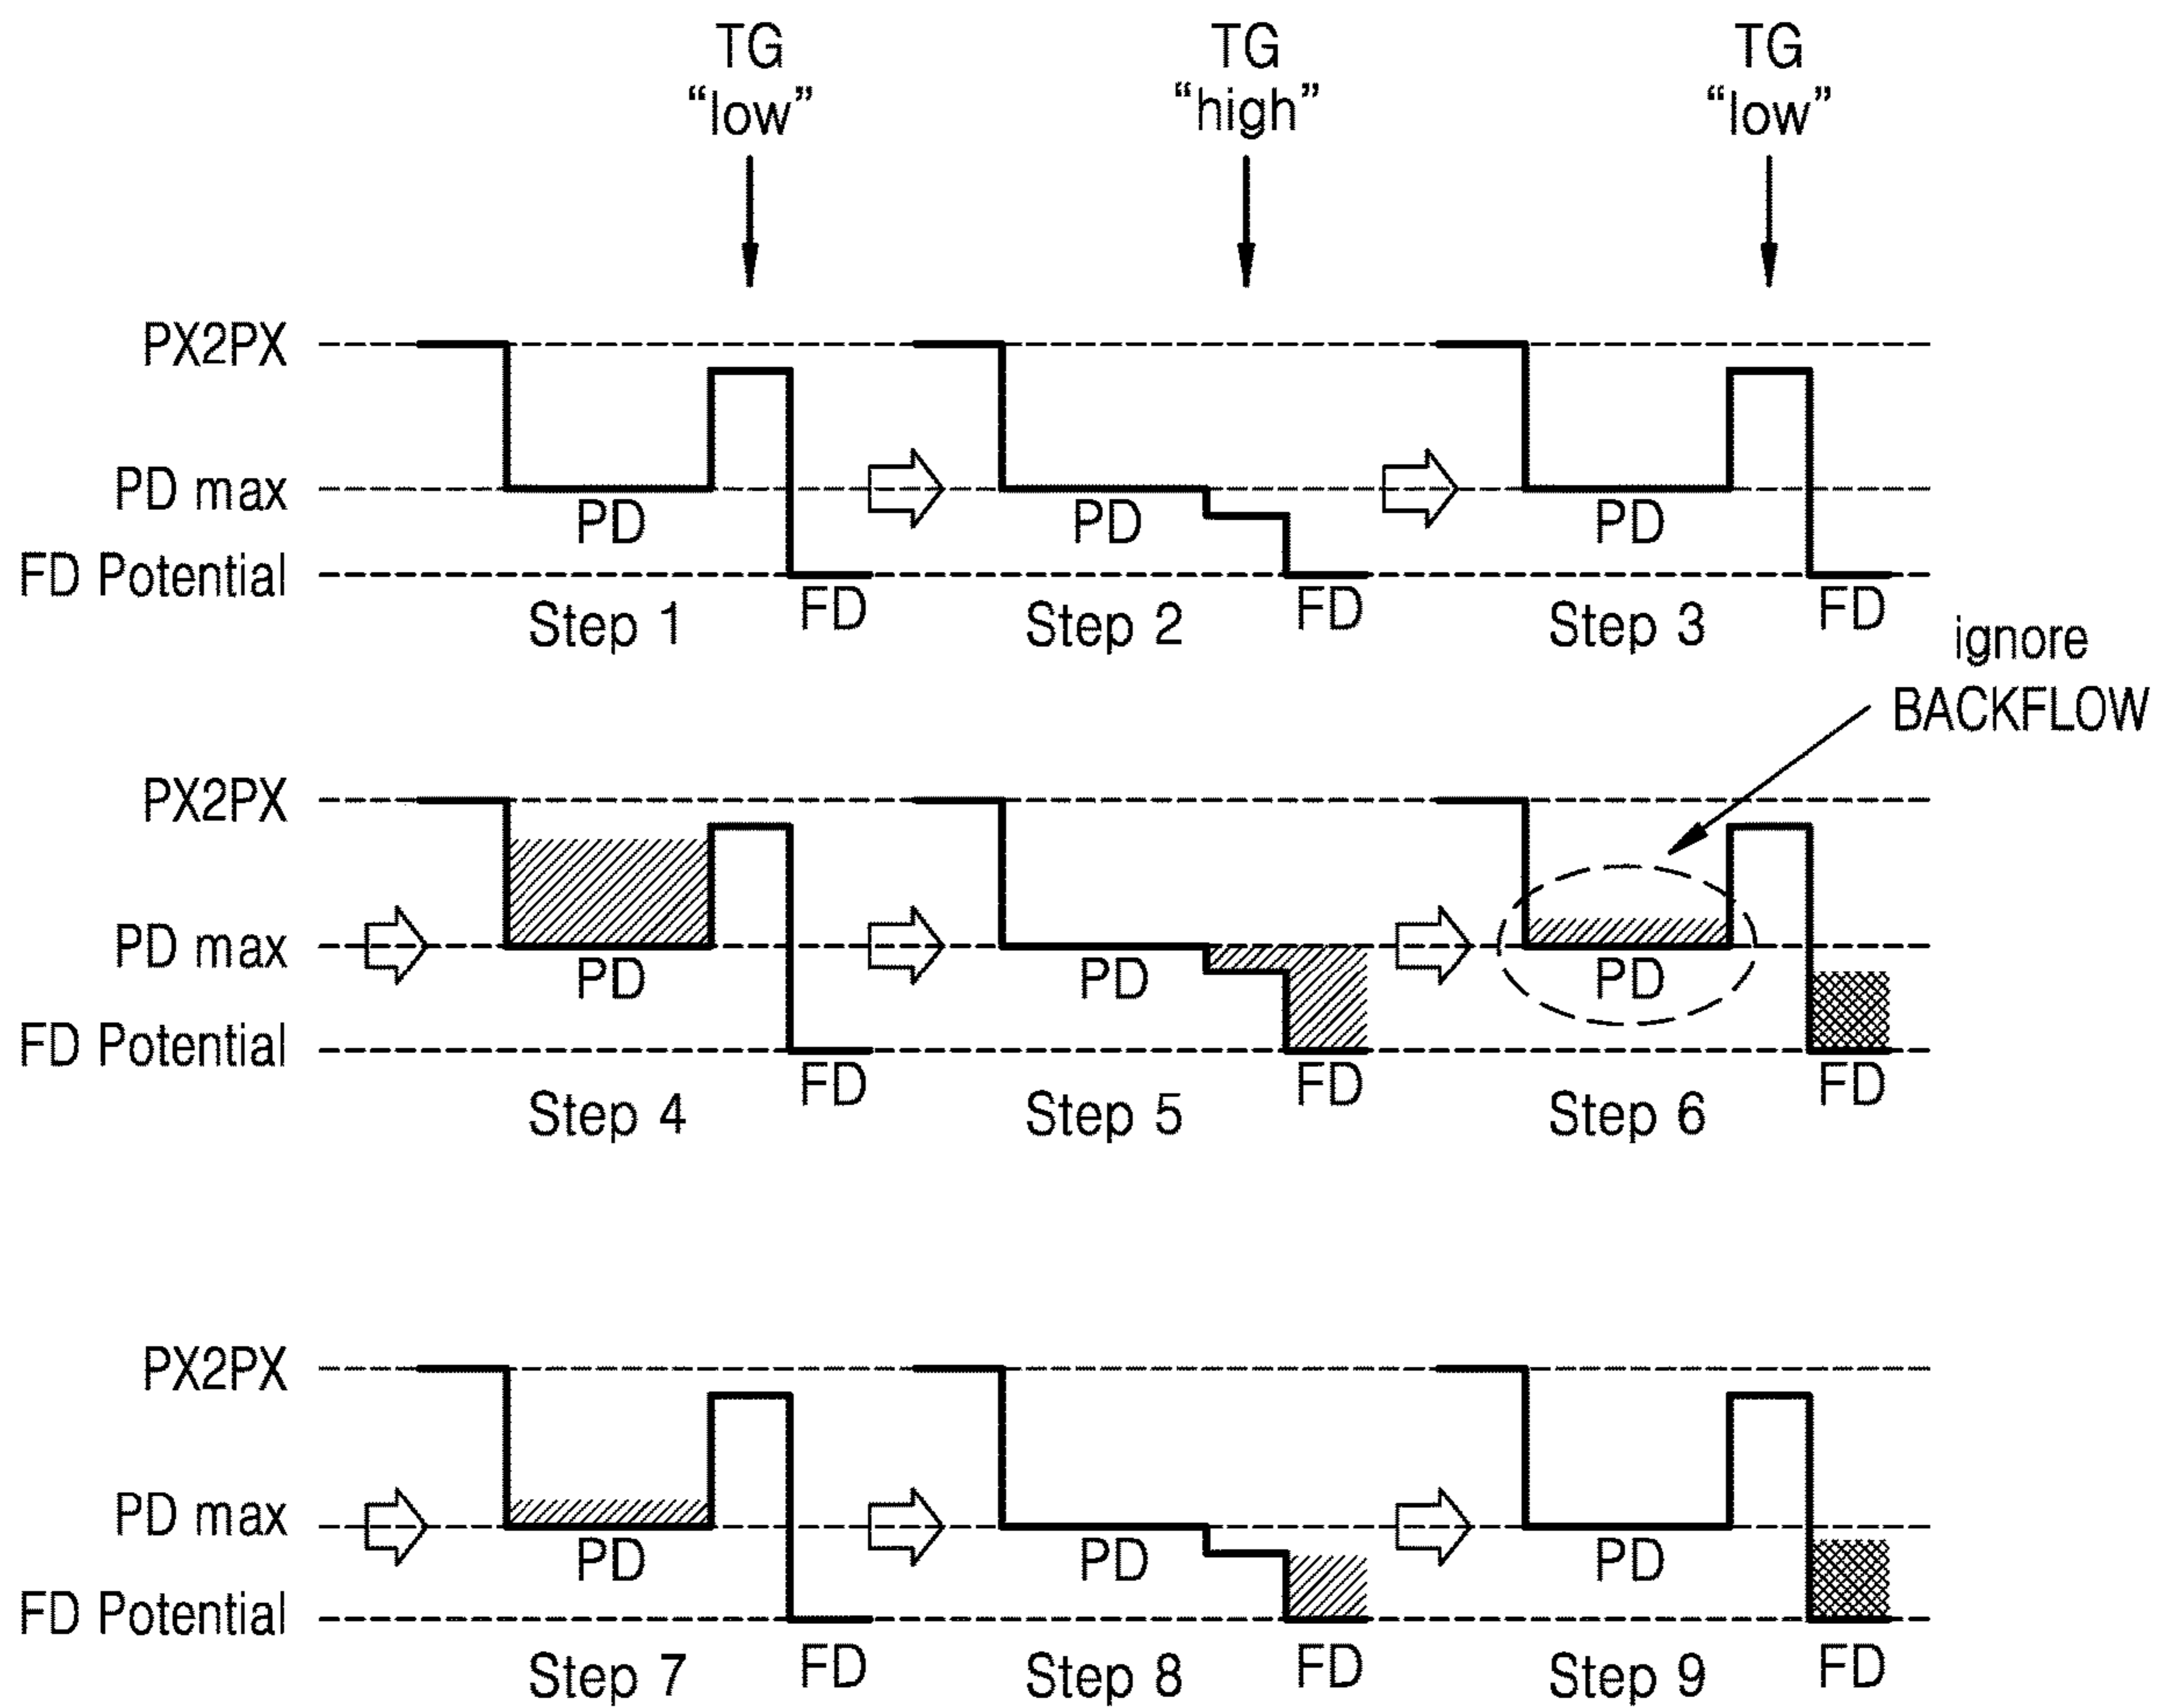 TG TG TG
“low” “high” “low”
PX2PX
PD max
PD PD PD
FD Potential
FD FD FD
Step 1 Step 2 Step 3
ignore
BACKFLOW
PX2PX
PD max
PD PD PD
FD Potential
FD FD FD
Step 4 Step 5 Step 6
PX2PX
PD max
PD PD PD
FD Potential
FD FD FD
Step 7 Step 8 Step 9